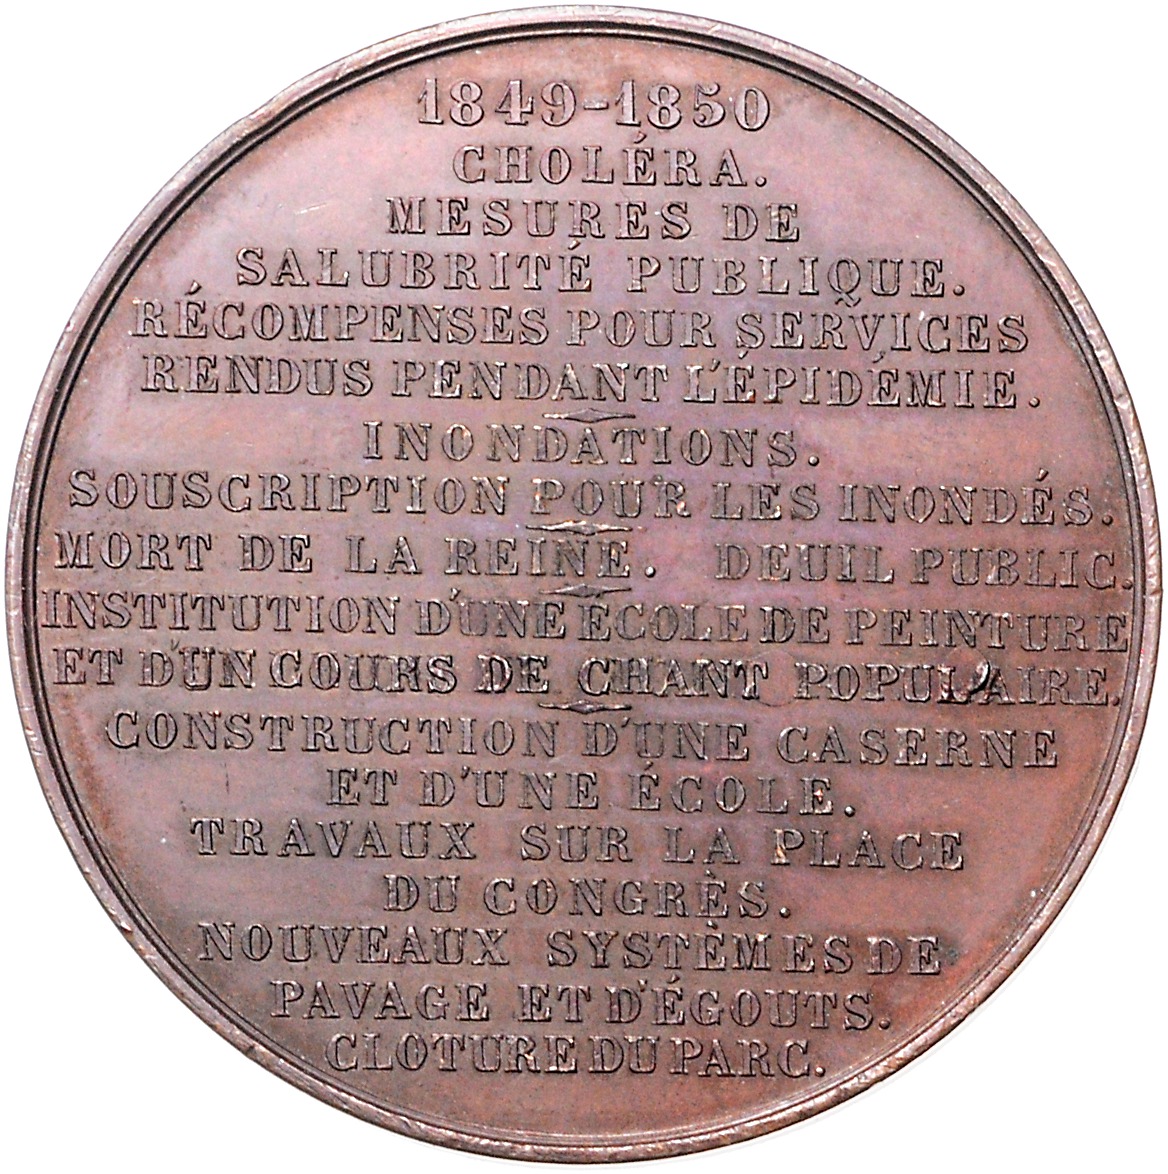 1849-1850
CHOLÉRA.
MESURES DE
SALUBRITÉ PUBLIQUE.
RÉCOMPENSES POUR SERVICES
RENDUS PENDANT L'ÉPIDÉMIE.
INONDATIONS.
SOUSCRIPTION POUR LES INONDÉS.
MORT DE LA REINE. DEUIL PUBLIC.
INSTITUTION D'UNE ECOLE DE PEINTURE
ET D'UN COURS DE CHANT POPULAIRE.
CONSTRUCTION D'UNE CASERNE
ET D'UNE ÉCOLE.
TRAVAUX SUR LA PLACE
DU CONGRÈS.
NOUVEAUX SYSTÈMES DE
PAVAGE ET D'ÉGOUTS.
CLOTURE DU PARC.